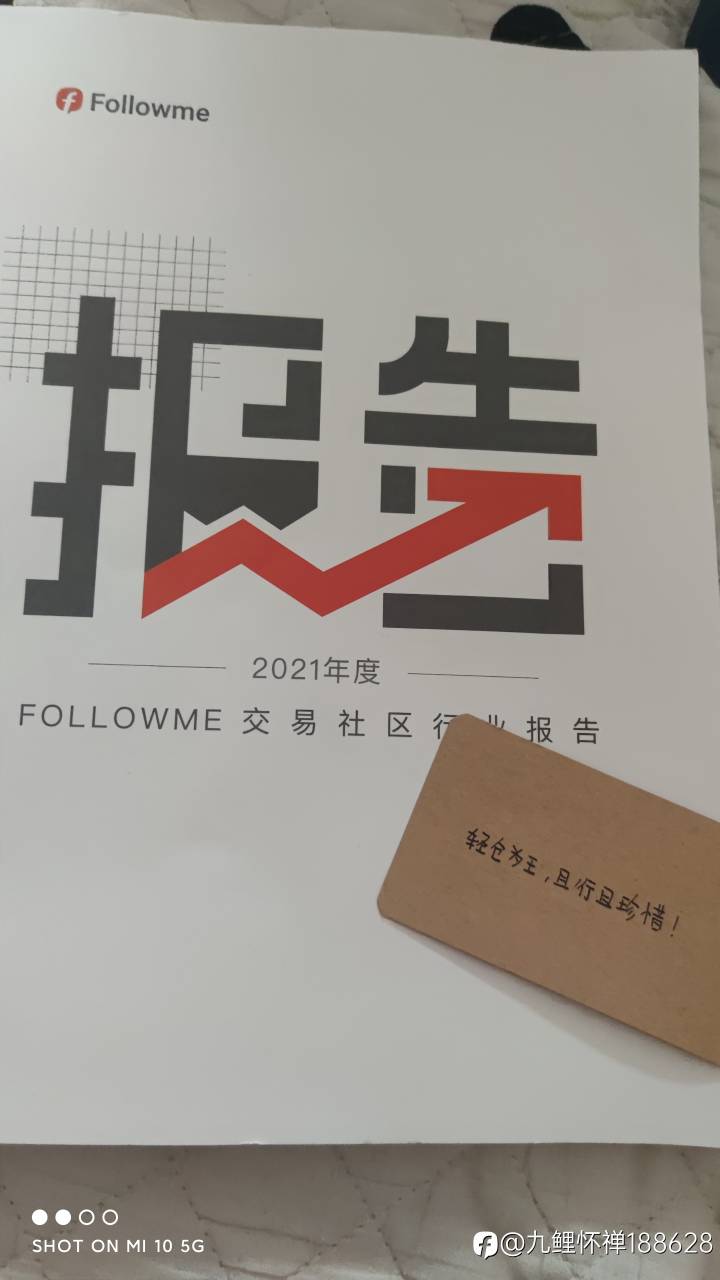 Followme
报告
2021年度
FOLLOWME 交易社区行业报告
轻仓为王，且行且珍惜！
SHOT ON MI 10 5G
@九鲤怀禅188628